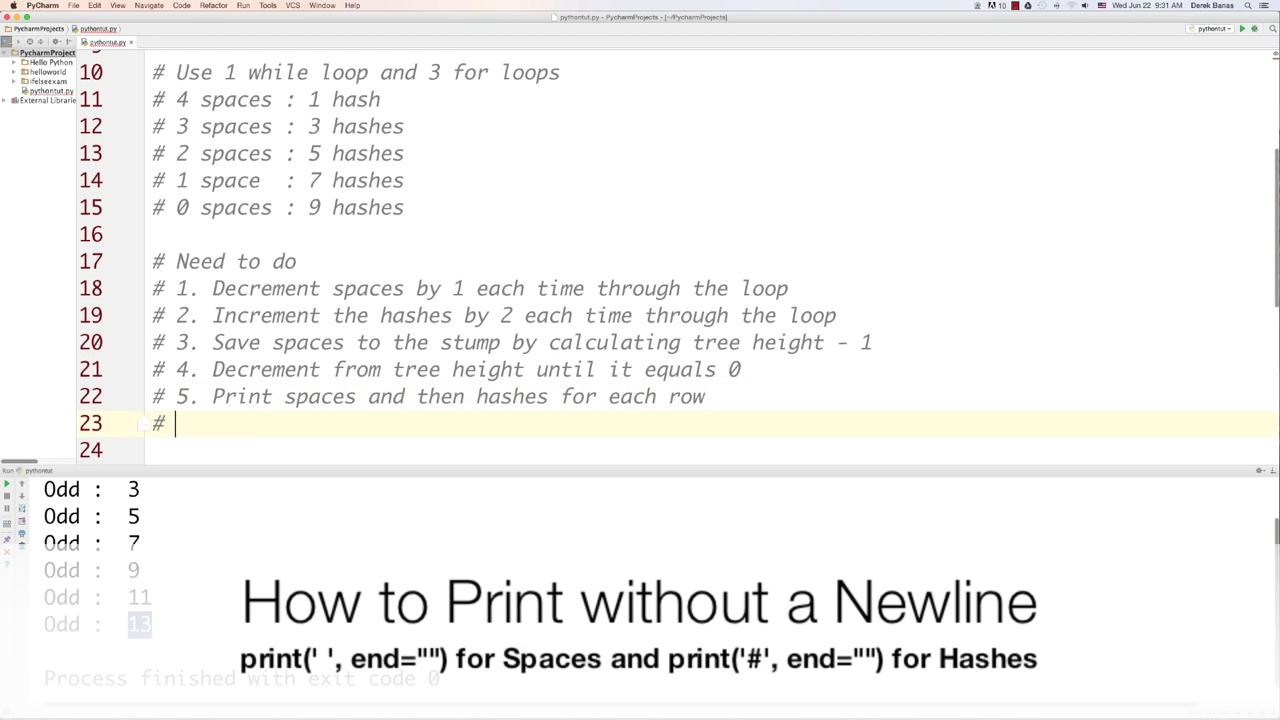 PyCharm File Edit View Navigate Code Refactor Run Tools VCS Window Help
10 Wed Jun 22 9:31 AM Derek Banas
pythontut.py - PycharmProjects - [~/PycharmProjects]
PycharmProjects pythontut.py
pythontut
pythontut.py ×
PycharmProject
Hello Python
helloworld
ifelseexam
pythontut.py
External Librarie
10 # Use 1 while loop and 3 for loops
11 # 4 spaces : 1 hash
12 # 3 spaces : 3 hashes
13 # 2 spaces : 5 hashes
14 # 1 space  : 7 hashes
15 # 0 spaces : 9 hashes
16
17 # Need to do
18 # 1. Decrement spaces by 1 each time through the loop
19 # 2. Increment the hashes by 2 each time through the loop
20 # 3. Save spaces to the stump by calculating tree height - 1
21 # 4. Decrement from tree height until it equals 0
22 # 5. Print spaces and then hashes for each row
23 #
24
Run pythontut
Odd :  3
Odd :  5
Odd :  7
Odd :  9
Odd :  11
Odd :  13
Process finished with exit code 0
How to Print without a Newline
print(' ', end="") for Spaces and print('#', end="") for Hashes